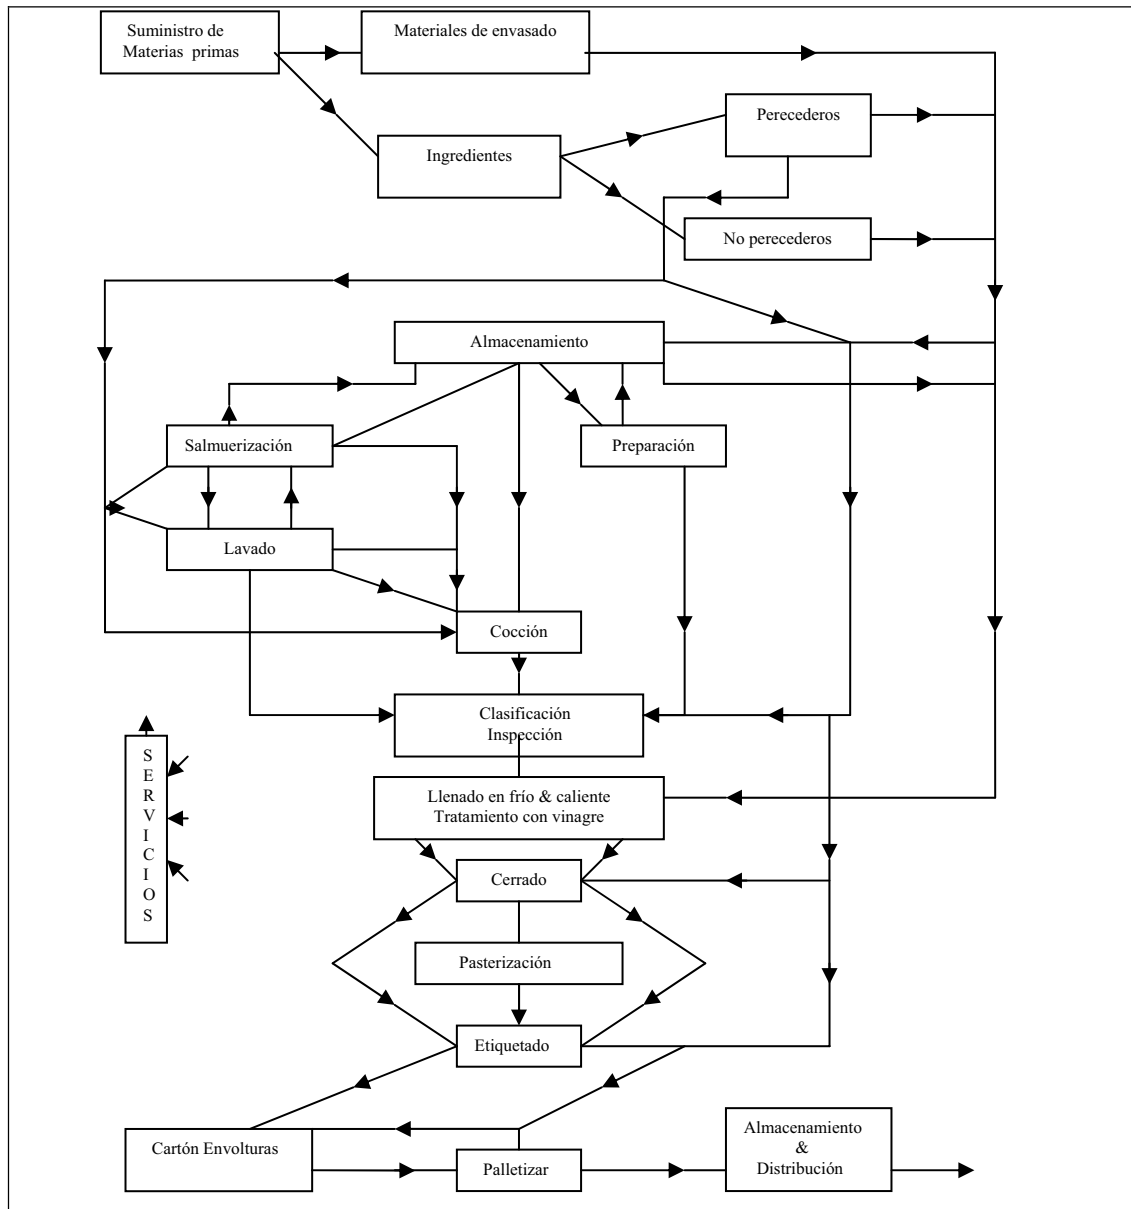 Suministro de
Materias primas
Materiales de envasado
Perecederos
Ingredientes
No perecederos
Almacenamiento
Salmuerización
Preparación
Lavado
Cocción
Clasificación
Inspección
S
E
R
V
I
C
I
O
S
Llenado en frío & caliente
Tratamiento con vinagre
Cerrado
Pasterización
Etiquetado
Cartón Envolturas
Palletizar
Almacenamiento
&
Distribución